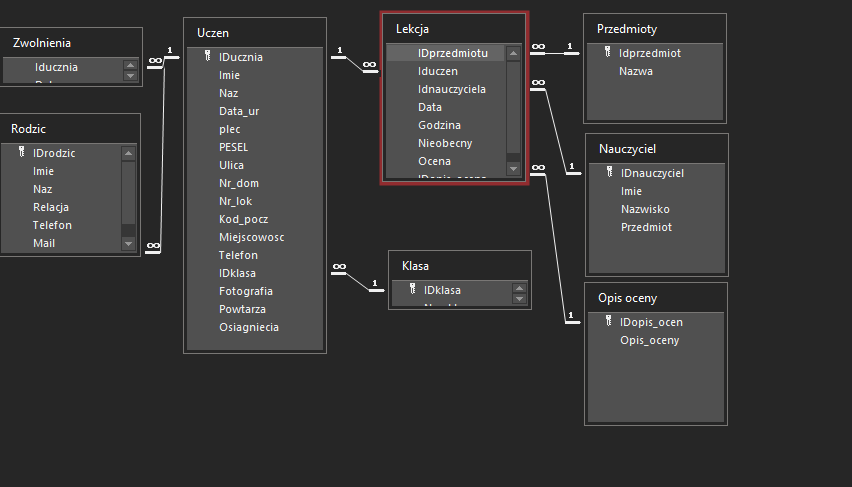 Zwolnienia
Iducznia
Rodzic
IDrodzic
Imie
Naz
Relacja
Telefon
Mail
Uczen
IDucznia
Imie
Naz
Data_ur
plec
PESEL
Ulica
Nr_dom
Nr_lok
Kod_pocz
Miejscowosc
Telefon
IDklasa
Fotografia
Powtarza
Osiagniecia
Lekcja
IDprzedmiotu
Iduczen
Idnauczyciela
Data
Godzina
Nieobecny
Ocena
Klasa
IDklasa
Przedmioty
Idprzedmiot
Nazwa
Nauczyciel
IDnauczyciel
Imie
Nazwisko
Przedmiot
Opis oceny
IDopis_ocen
Opis_oceny
1
∞
∞
1
∞
∞
1
∞
1
∞
1
∞
1